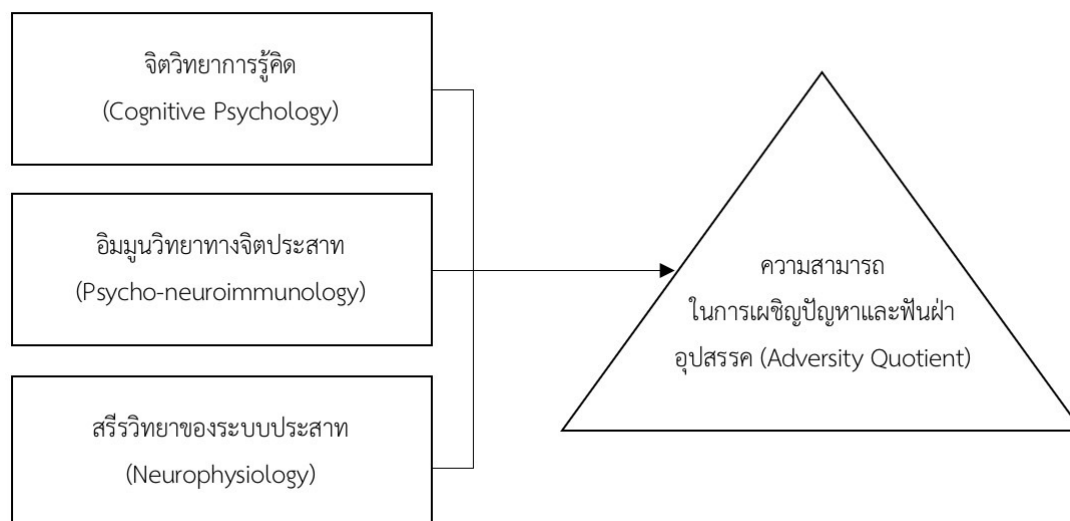 จิตวิทยาการรู้คิด
(Cognitive Psychology)
อิมมูนวิทยาทางจิตประสาท
(Psycho-neuroimmunology)
สรีรวิทยาของระบบประสาท
(Neurophysiology)
ความสามารถ
ในการเผชิญปัญหาและฟันฝ่า
อุปสรรค (Adversity Quotient)